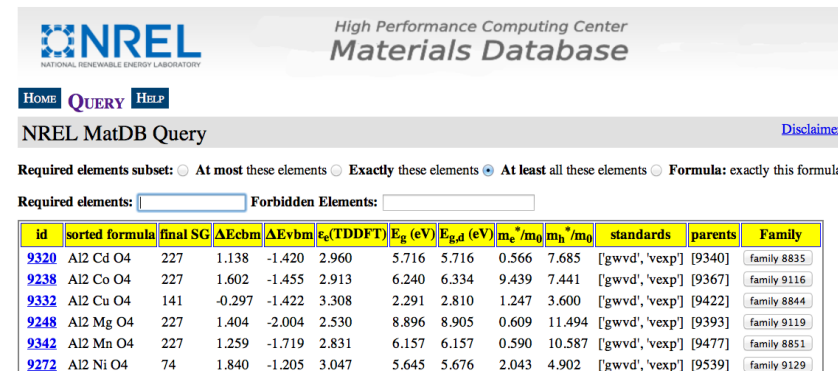 NREL
NATIONAL RENEWABLE ENERGY LABORATORY
High Performance Computing Center
Materials Database
HOME QUERY HELP
NREL MatDB Query Disclaime
Required elements subset: At most these elements Exactly these elements At least all these elements Formula: exactly this formula
Required elements: Forbidden Elements:
id sorted formula final SG ΔEcbm ΔEvbm εe(TDDFT) Eg (eV) Eg,d (eV) me*/m0 mh*/m0 standards parents Family
9320 Al2 Cd O4 227 1.138 -1.420 2.960 5.716 5.716 0.566 7.685 ['gwvd', 'vexp'] [9340] family 8835
9238 Al2 Co O4 227 1.602 -1.455 2.913 6.240 6.334 9.439 7.441 ['gwvd', 'vexp'] [9367] family 9116
9332 Al2 Cu O4 141 -0.297 -1.422 3.308 2.291 2.810 1.247 3.600 ['gwvd', 'vexp'] [9422] family 8844
9248 Al2 Mg O4 227 1.404 -2.004 2.530 8.896 8.905 0.609 11.494 ['gwvd', 'vexp'] [9393] family 9119
9342 Al2 Mn O4 227 1.259 -1.719 2.831 6.157 6.157 0.590 10.587 ['gwvd', 'vexp'] [9477] family 8851
9272 Al2 Ni O4 74 1.840 -1.205 3.047 5.645 5.676 2.043 4.902 ['gwvd', 'vexp'] [9539] family 9129